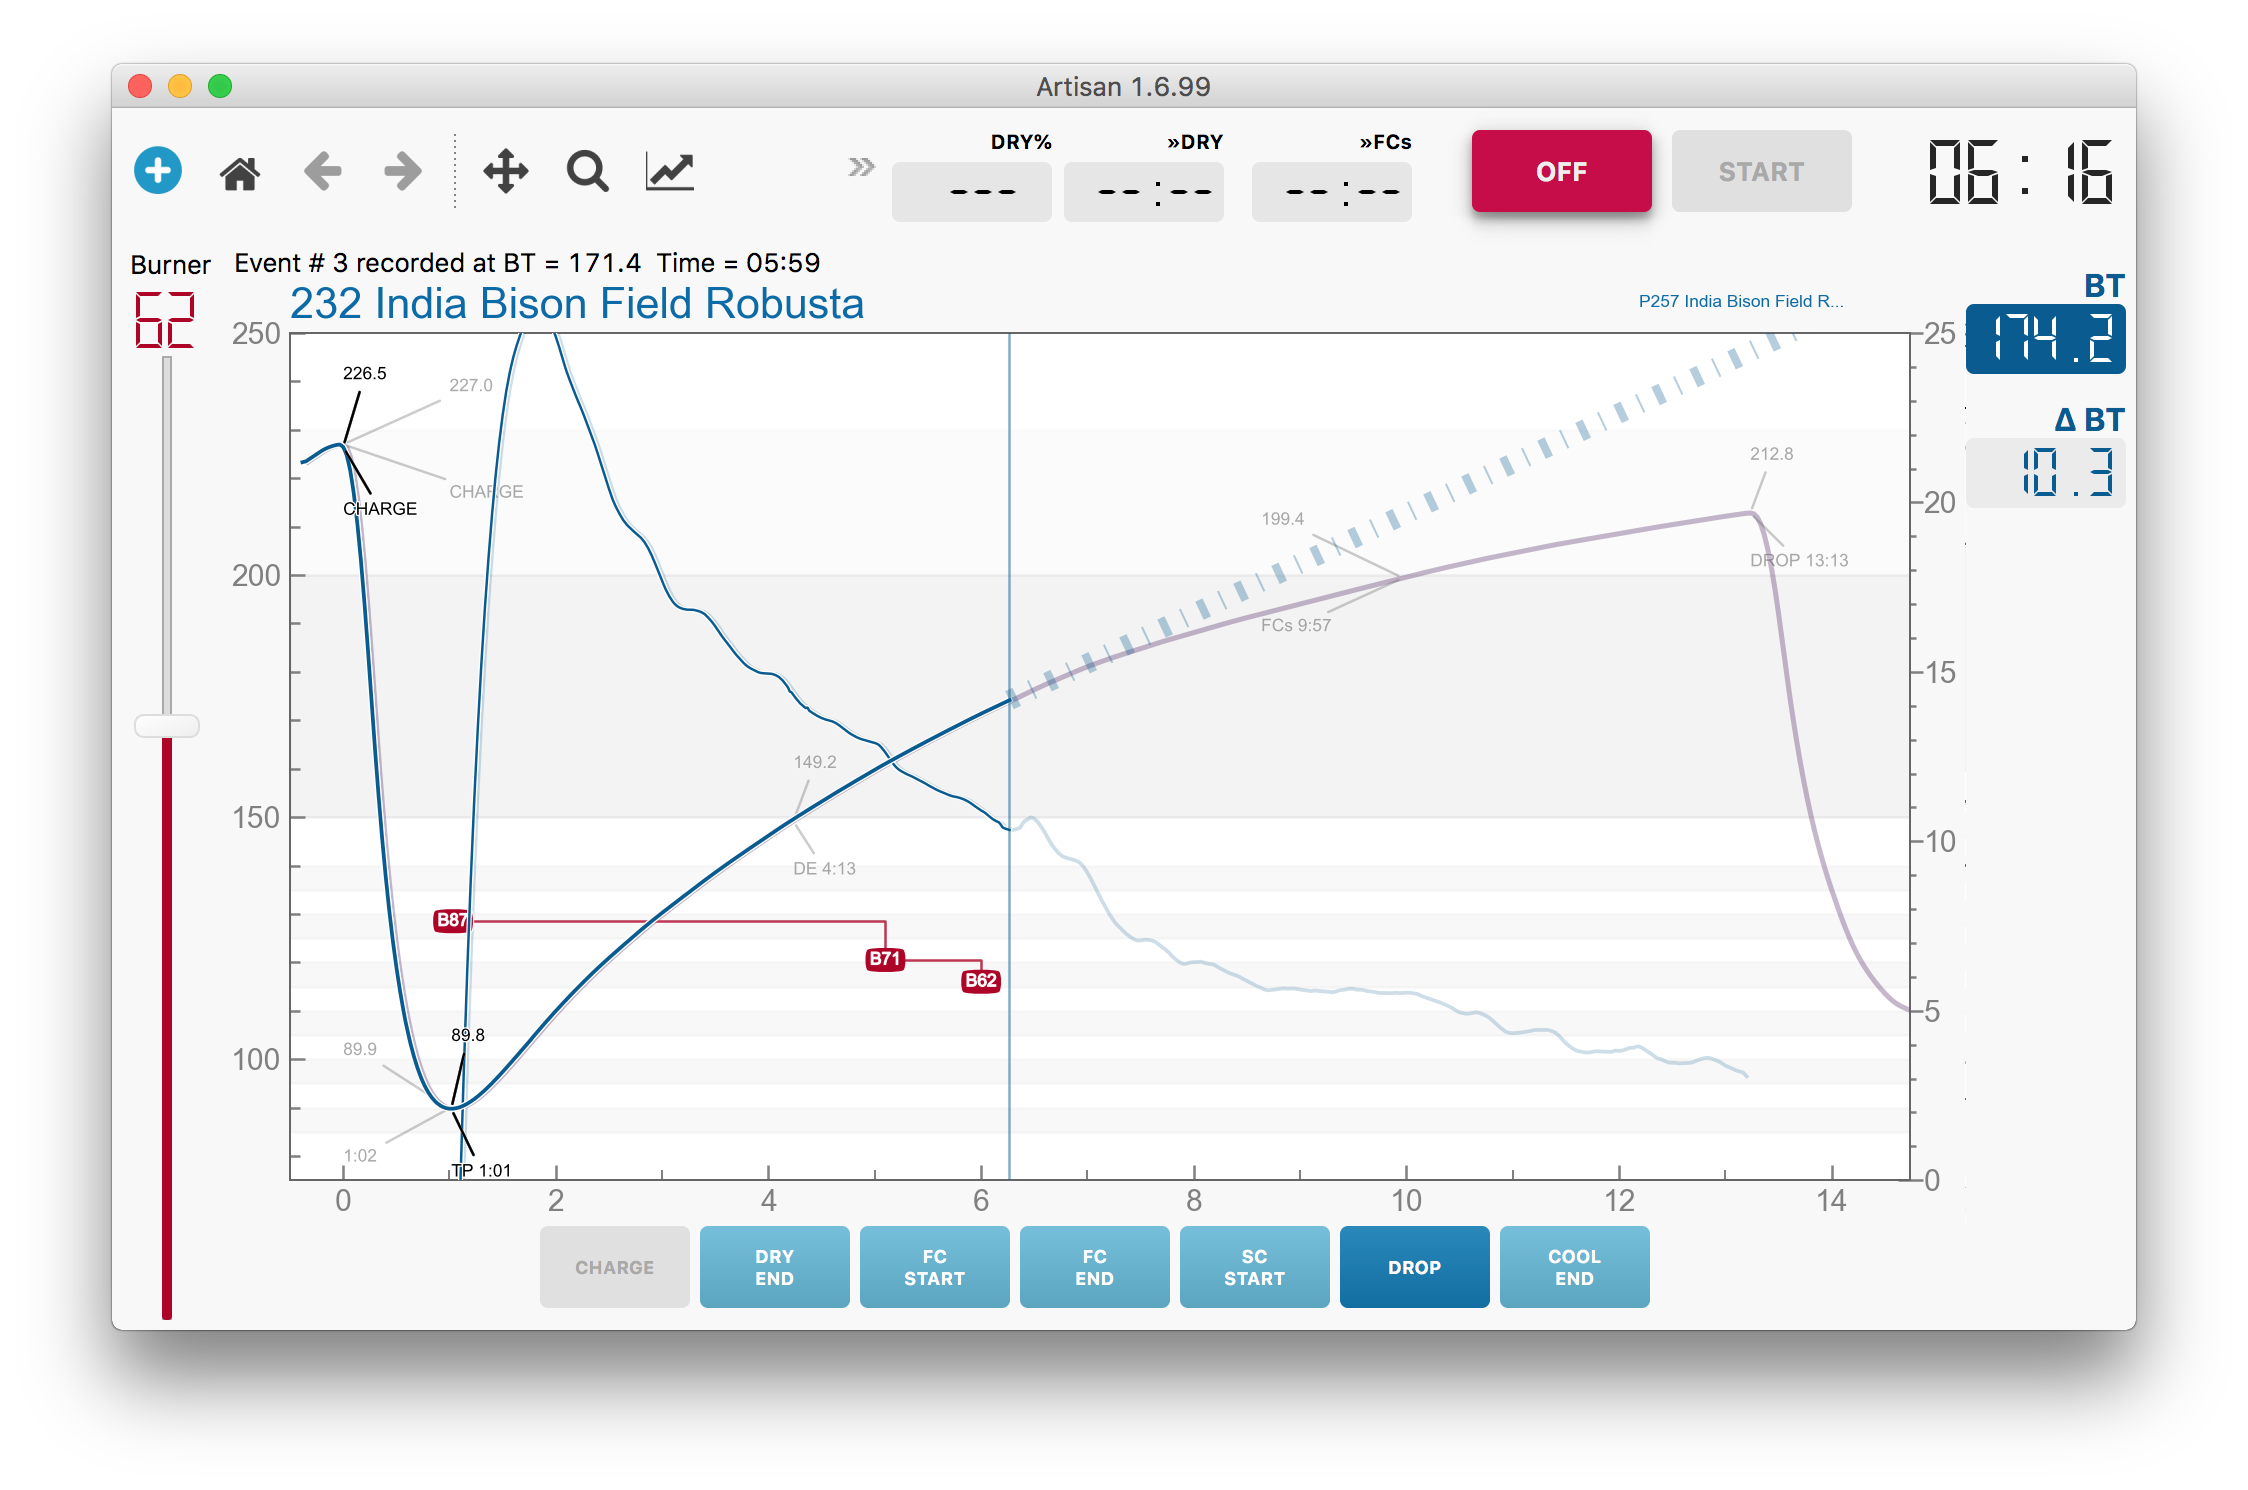 Artisan 1.6.99
DRY%
»DRY
»FCs
---
--:--
--:--
OFF
START
06:16
Burner
Event # 3 recorded at BT = 171.4 Time = 05:59
62
232 India Bison Field Robusta
P257 India Bison Field R...
BT
174.2
Δ BT
10.3
250
200
150
100
25
20
15
10
5
0
226.5
227.0
CHARGE
CHARGE
212.8
199.4
DROP 13:13
FCs 9:57
149.2
DE 4:13
B87
B71
B62
89.8
89.9
1:02
TP 1:01
0
2
4
6
8
10
12
14
CHARGE
DRY
END
FC
START
FC
END
SC
START
DROP
COOL
END